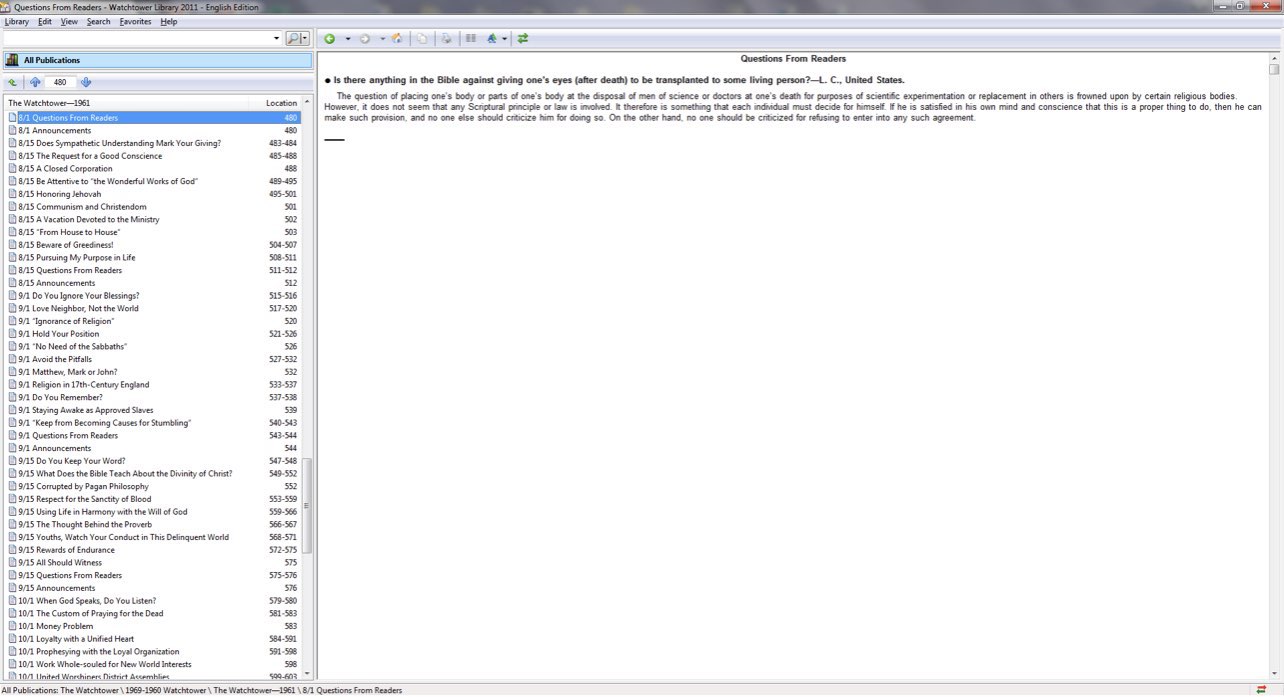 Questions From Readers - Watchtower Library 2011 - English Edition
Library Edit View Search Favorites Help
All Publications
480
The Watchtower—1961 Location
8/1 Questions From Readers 480
8/1 Announcements 480
8/15 Does Sympathetic Understanding Mark Your Giving? 483-484
8/15 The Request for a Good Conscience 485-488
8/15 A Closed Corporation 488
8/15 Be Attentive to “the Wonderful Works of God” 489-495
8/15 Honoring Jehovah 495-501
8/15 Communism and Christendom 501
8/15 A Vacation Devoted to the Ministry 502
8/15 “From House to House” 503
8/15 Beware of Greediness! 504-507
8/15 Pursuing My Purpose in Life 508-511
8/15 Questions From Readers 511-512
8/15 Announcements 512
9/1 Do You Ignore Your Blessings? 515-516
9/1 Love Neighbor, Not the World 517-520
9/1 “Ignorance of Religion” 520
9/1 Hold Your Position 521-526
9/1 “No Need of the Sabbaths” 526
9/1 Avoid the Pitfalls 527-532
9/1 Matthew, Mark or John? 532
9/1 Religion in 17th-Century England 533-537
9/1 Do You Remember? 537-538
9/1 Staying Awake as Approved Slaves 539
9/1 “Keep from Becoming Causes for Stumbling” 540-543
9/1 Questions From Readers 543-544
9/1 Announcements 544
9/15 Do You Keep Your Word? 547-548
9/15 What Does the Bible Teach About the Divinity of Christ? 549-552
9/15 Corrupted by Pagan Philosophy 552
9/15 Respect for the Sanctity of Blood 553-559
9/15 Using Life in Harmony with the Will of God 559-566
9/15 The Thought Behind the Proverb 566-567
9/15 Youths, Watch Your Conduct in This Delinquent World 568-571
9/15 Rewards of Endurance 572-575
9/15 All Should Witness 575
9/15 Questions From Readers 575-576
9/15 Announcements 576
10/1 When God Speaks, Do You Listen? 579-580
10/1 The Custom of Praying for the Dead 581-583
10/1 Money Problem 583
10/1 Loyalty with a Unified Heart 584-591
10/1 Prophesying with the Loyal Organization 591-598
10/1 Work Whole-souled for New World Interests 598
10/1 United Worshipers District Assemblies 599-603
Questions From Readers
● Is there anything in the Bible against giving one’s eyes (after death) to be transplanted to some living person?—L. C., United States.
The question of placing one’s body or parts of one’s body at the disposal of men of science or doctors at one’s death for purposes of scientific experimentation or replacement in others is frowned upon by certain religious bodies.
However, it does not seem that any Scriptural principle or law is involved. It therefore is something that each individual must decide for himself. If he is satisfied in his own mind and conscience that this is a proper thing to do, then he can
make such provision, and no one else should criticize him for doing so. On the other hand, no one should be criticized for refusing to enter into any such agreement.
All Publications: The Watchtower \ 1969-1960 Watchtower \ The Watchtower—1961 \ 8/1 Questions From Readers